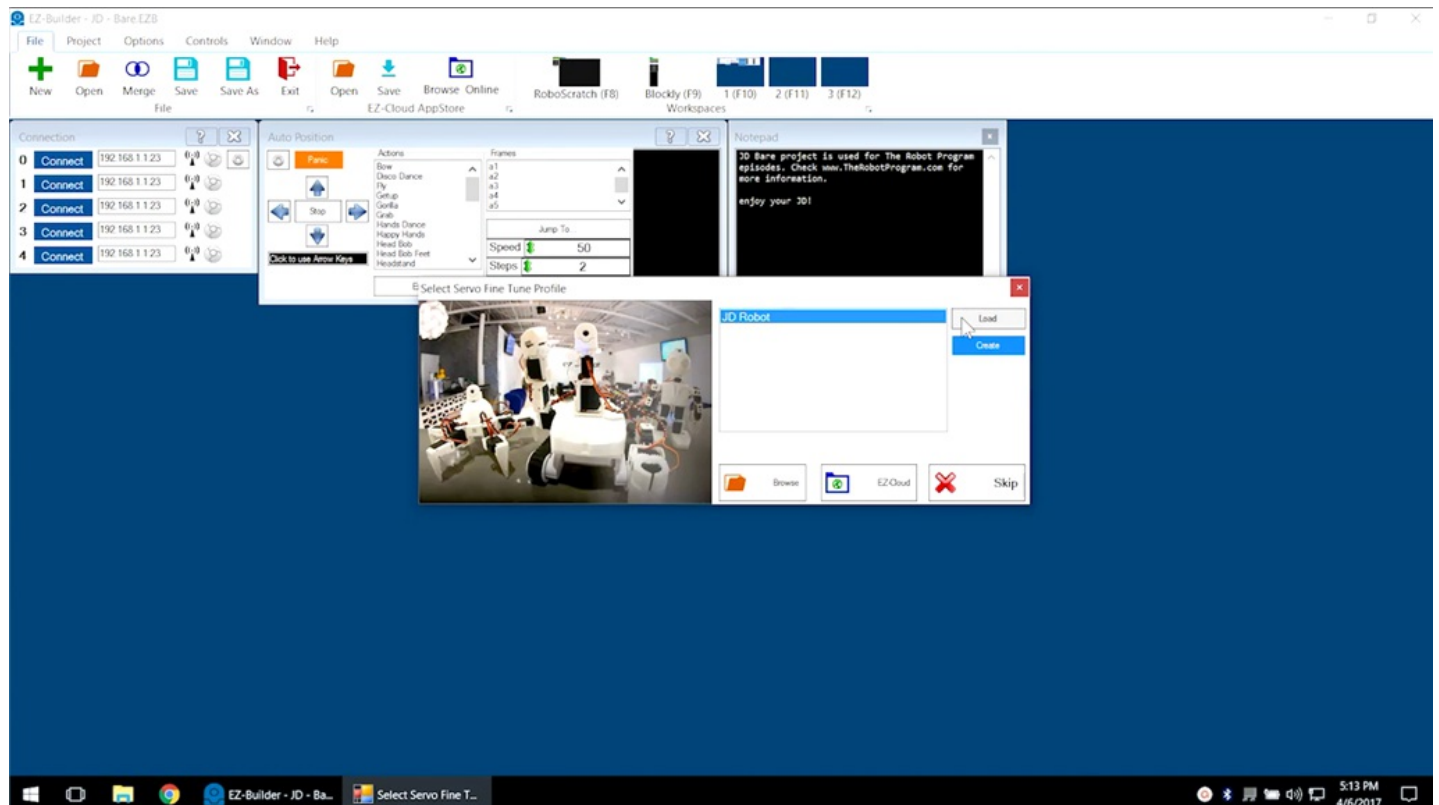 EZ-Builder - JD - Bare.EZB
File Project Options Controls Window Help
New Open Merge Save Save As Exit Open Save Browse Online RoboScratch (F8) Blockly (F9) 1 (F10) 2 (F11) 3 (F12)
File EZ-Cloud AppStore Workspaces
Connection
0 Connect 192.168.1.1:23
1 Connect 192.168.1.1:23
2 Connect 192.168.1.1:23
3 Connect 192.168.1.1:23
4 Connect 192.168.1.1:23
Auto Position
Panic
Stop
Click to use Arrow Keys
Actions
Bow
Disco Dance
Fly
Getup
Gorilla
Grab
Hands Dance
Happy Hands
Head Bob
Head Bob Feet
Headstand
Frames
a1
a2
a3
a4
a5
Jump To
Speed 50
Steps 2
Notepad
JD Bare project is used for The Robot Program
episodes. Check www.TheRobotProgram.com for
more information.
enjoy your JD!
Select Servo Fine Tune Profile
JD Robot
Load
Create
Browse EZ-Cloud Skip
EZ-Builder - JD - Ba... Select Servo Fine T...
5:13 PM
4/6/2017